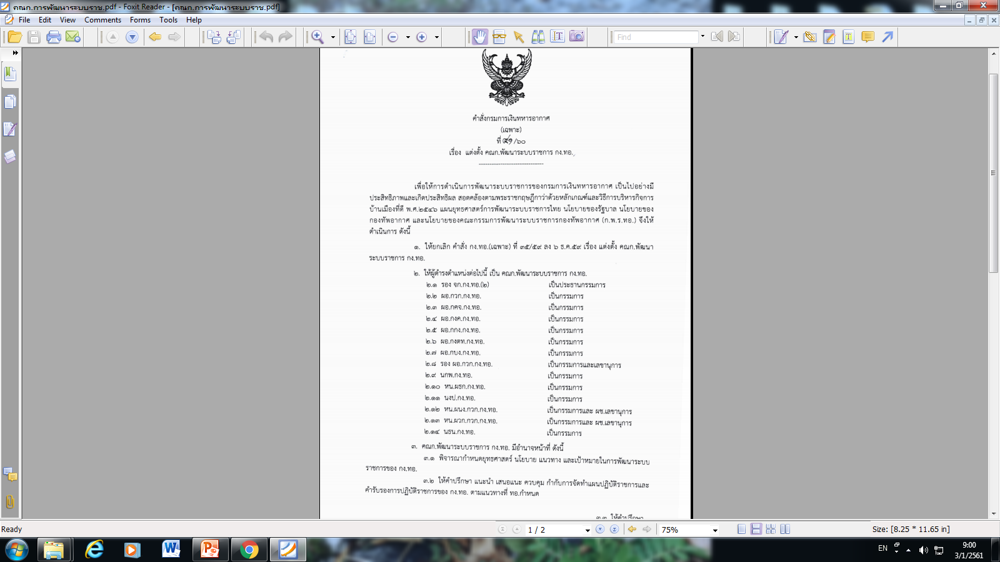 คณก.การพัฒนาระบบราช.pdf - Foxit Reader - [คณก.การพัฒนาระบบราช.pdf]
File Edit View Comments Forms Tools Help
Find
คำสั่งกรมการเงินทหารอากาศ
(เฉพาะ)
ที่ ๔๑/๖๐
เรื่อง แต่งตั้ง คณก.พัฒนาระบบราชการ กง.ทอ.
------------------------------
เพื่อให้การดำเนินการพัฒนาระบบราชการของกรมการเงินทหารอากาศ เป็นไปอย่างมี
ประสิทธิภาพและเกิดประสิทธิผล สอดคล้องตามพระราชกฤษฎีกาว่าด้วยหลักเกณฑ์และวิธีการบริหารกิจการ
บ้านเมืองที่ดี พ.ศ.๒๕๔๖ แผนยุทธศาสตร์การพัฒนาระบบราชการไทย นโยบายของรัฐบาล นโยบายของ
กองทัพอากาศ และนโยบายของคณะกรรมการพัฒนาระบบราชการกองทัพอากาศ (ก.พ.ร.ทอ.) จึงให้
ดำเนินการ ดังนี้
๑. ให้ยกเลิก คำสั่ง กง.ทอ.(เฉพาะ) ที่ ๓๕/๕๙ ลง ๖ ธ.ค.๕๙ เรื่อง แต่งตั้ง คณก.พัฒนา
ระบบราชการ กง.ทอ.
๒. ให้ผู้ดำรงตำแหน่งต่อไปนี้ เป็น คณก.พัฒนาระบบราชการ กง.ทอ.
๒.๑ รอง จก.กง.ทอ.(๒) เป็นประธานกรรมการ
๒.๒ ผอ.กวก.กง.ทอ. เป็นกรรมการ
๒.๓ ผอ.กคจ.กง.ทอ. เป็นกรรมการ
๒.๔ ผอ.กงค.กง.ทอ. เป็นกรรมการ
๒.๕ ผอ.กกง.กง.ทอ. เป็นกรรมการ
๒.๖ ผอ.กงตท.กง.ทอ. เป็นกรรมการ
๒.๗ ผอ.กบง.กง.ทอ. เป็นกรรมการ
๒.๘ รอง ผอ.กวก.กง.ทอ. เป็นกรรมการและเลขานุการ
๒.๙ นกพ.กง.ทอ. เป็นกรรมการ
๒.๑๐ หน.ผธก.กง.ทอ. เป็นกรรมการ
๒.๑๑ นงป.กง.ทอ. เป็นกรรมการ
๒.๑๒ หน.ผนง.กวก.กง.ทอ. เป็นกรรมการและ ผช.เลขานุการ
๒.๑๓ หน.ผวก.กวก.กง.ทอ. เป็นกรรมการและ ผช.เลขานุการ
๒.๑๔ นธน.กง.ทอ. เป็นกรรมการ
๓. คณก.พัฒนาระบบราชการ กง.ทอ. มีอำนาจหน้าที่ ดังนี้
๓.๑ พิจารณากำหนดยุทธศาสตร์ นโยบาย แนวทาง และเป้าหมายในการพัฒนาระบบ
ราชการของ กง.ทอ.
๓.๒ ให้คำปรึกษา แนะนำ เสนอแนะ ควบคุม กำกับการจัดทำแผนปฏิบัติราชการและ
คำรับรองการปฏิบัติราชการของ กง.ทอ. ตามแนวทางที่ ทอ.กำหนด
๓.๓ ให้คำปรึกษา
Ready 1 / 2 75% Size: [8.25 * 11.65 in]
EN 9:00
3/1/2561